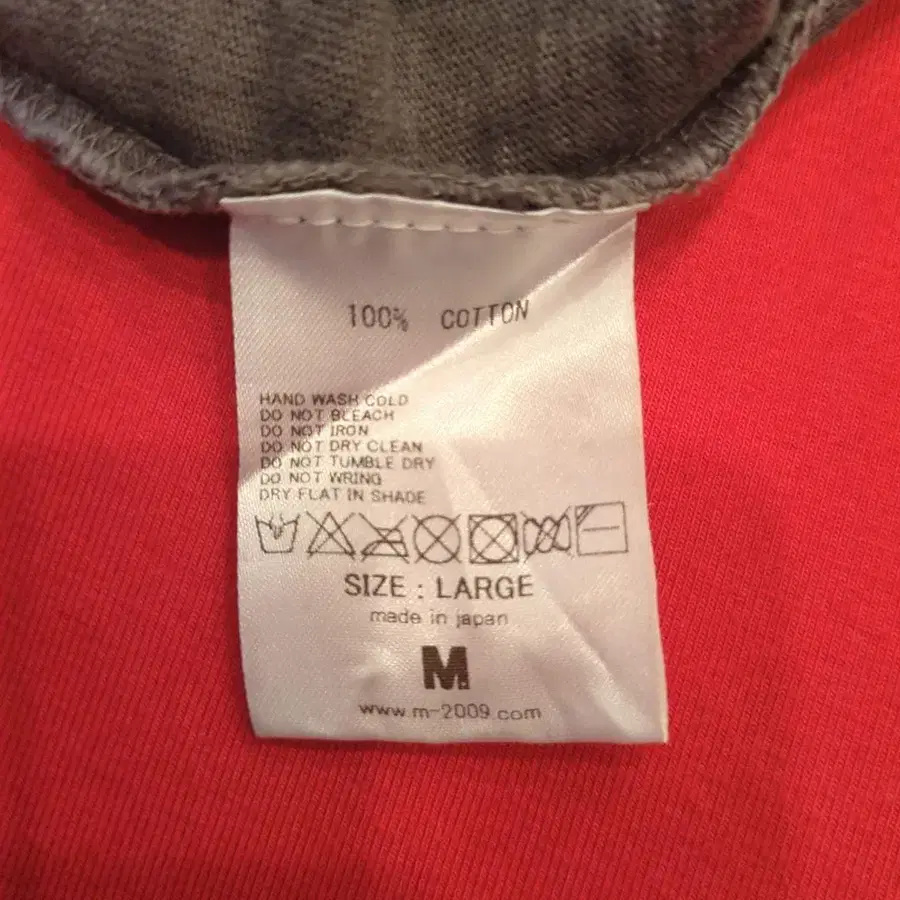 100% COTTON
HAND WASH COLD
DO NOT BLEACH
DO NOT IRON
DO NOT DRY CLEAN
DO NOT TUMBLE DRY
DO NOT WRING
DRY FLAT IN SHADE
SIZE : LARGE
made in japan
M
www.m-2009.com